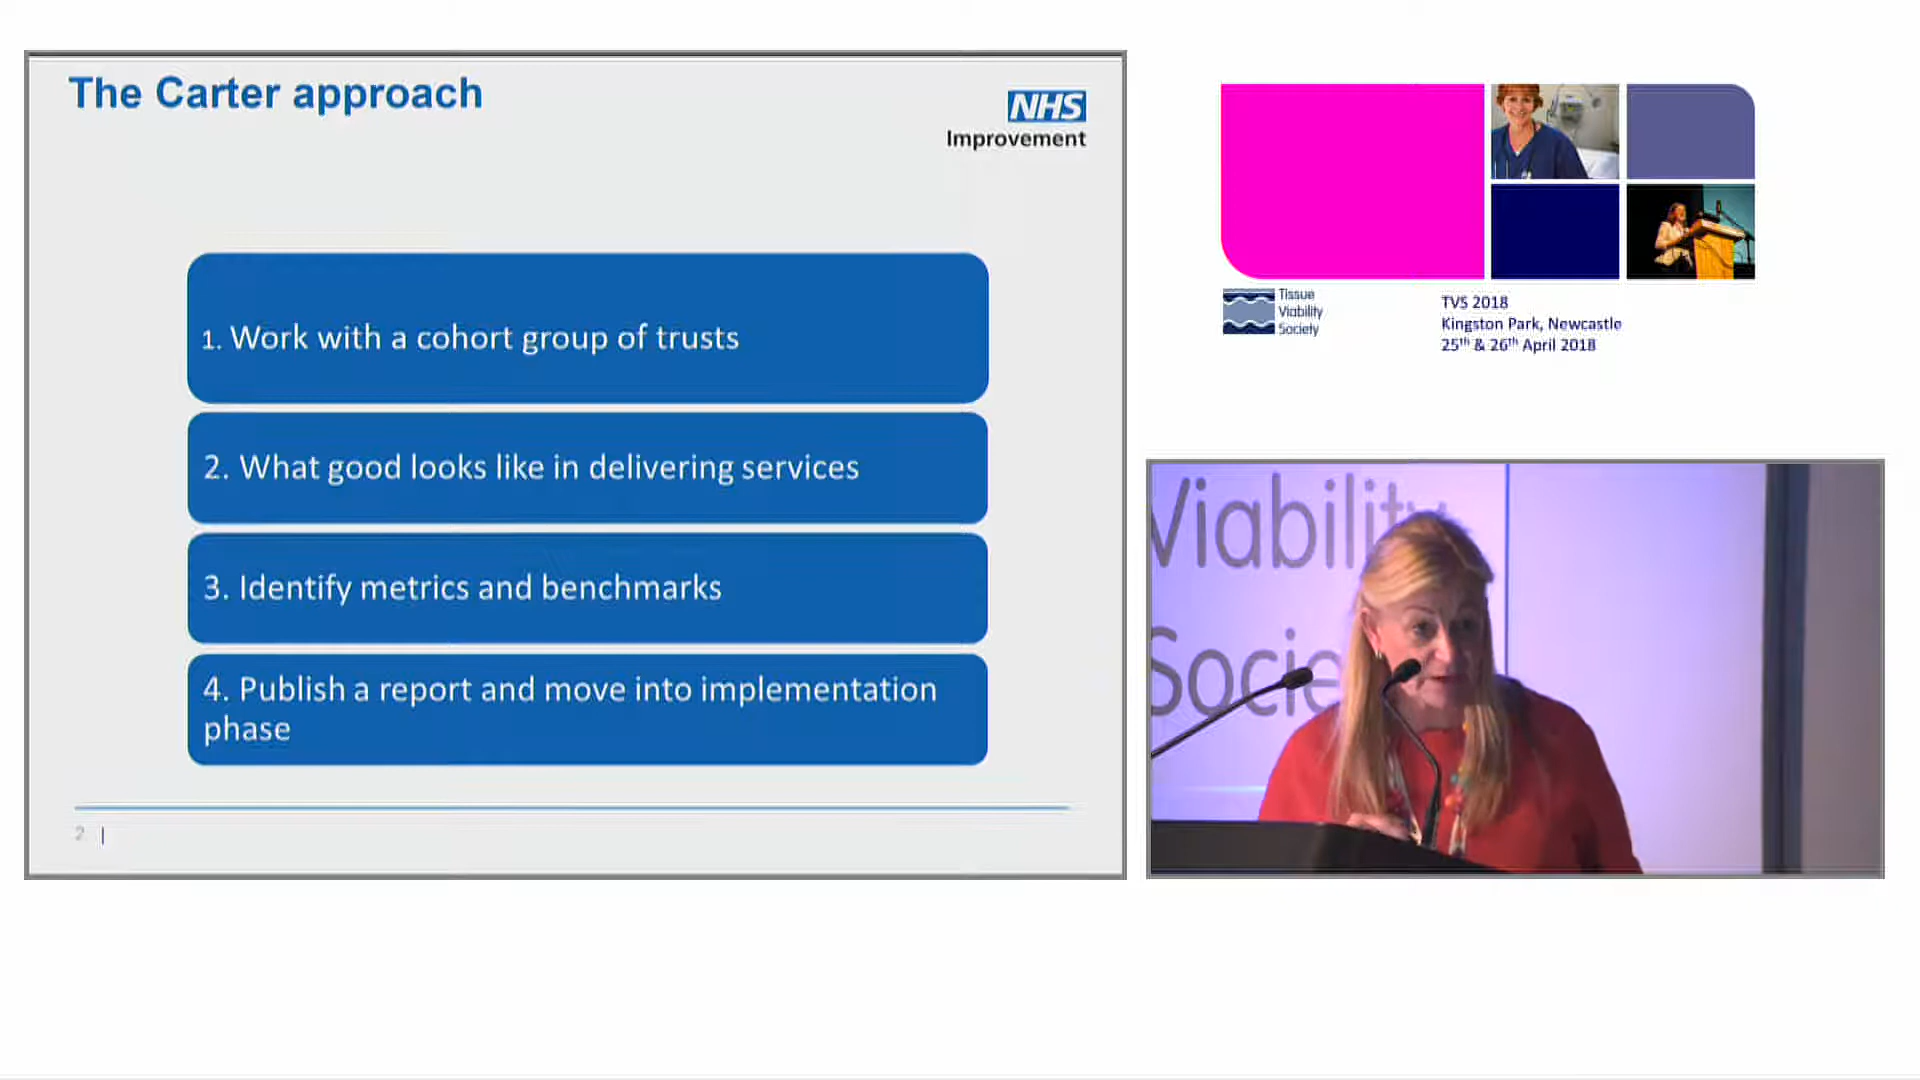 The Carter approach
NHS
Improvement
1. Work with a cohort group of trusts
2. What good looks like in delivering services
3. Identify metrics and benchmarks
4. Publish a report and move into implementation
phase
2 |
Tissue
Viability
Society
TVS 2018
Kingston Park, Newcastle
25th & 26th April 2018
Viability
Socie